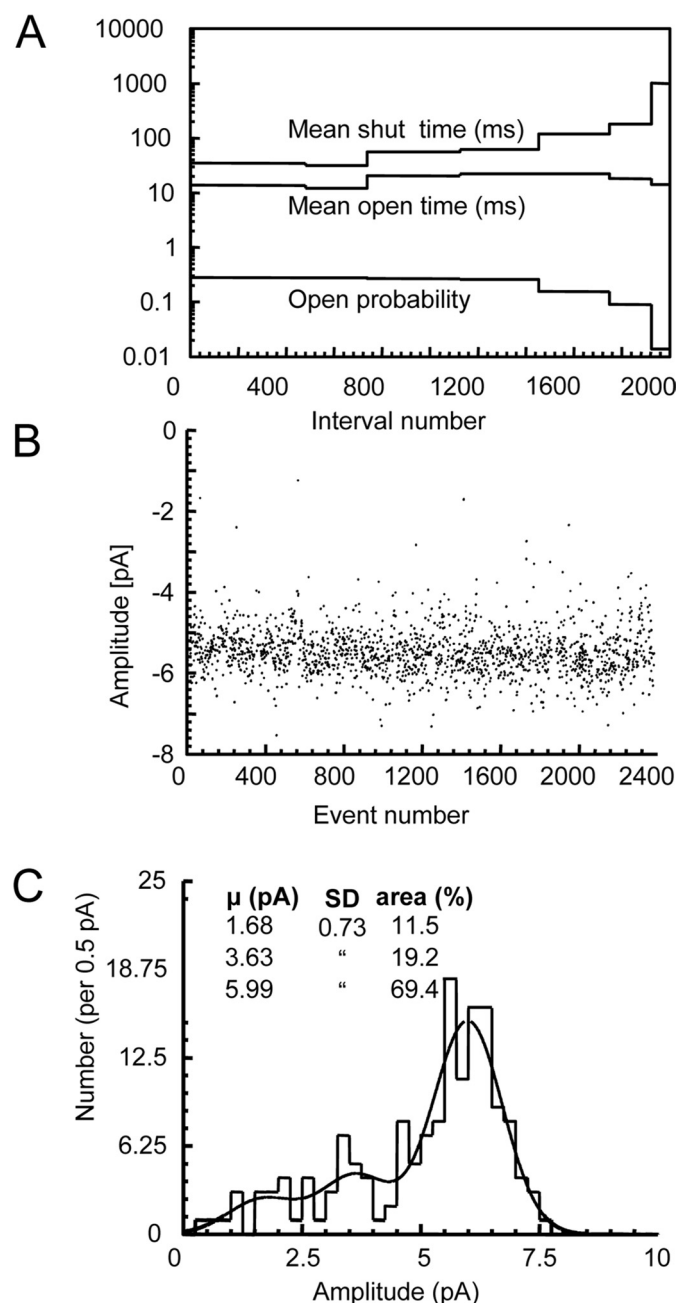 A
10000
1000
100
10
1
0.1
0.01
Mean shut time (ms)
Mean open time (ms)
Open probability
0 400 800 1200 1600 2000
Interval number
B
0
-2
-4
-6
-8
Amplitude [pA]
0 400 800 1200 1600 2000 2400
Event number
C
25
18.75
12.5
6.25
0
Number (per 0.5 pA)
µ (pA) SD area (%)
1.68 0.73 11.5
3.63 “ 19.2
5.99 “ 69.4
0 2.5 5 7.5 10
Amplitude (pA)